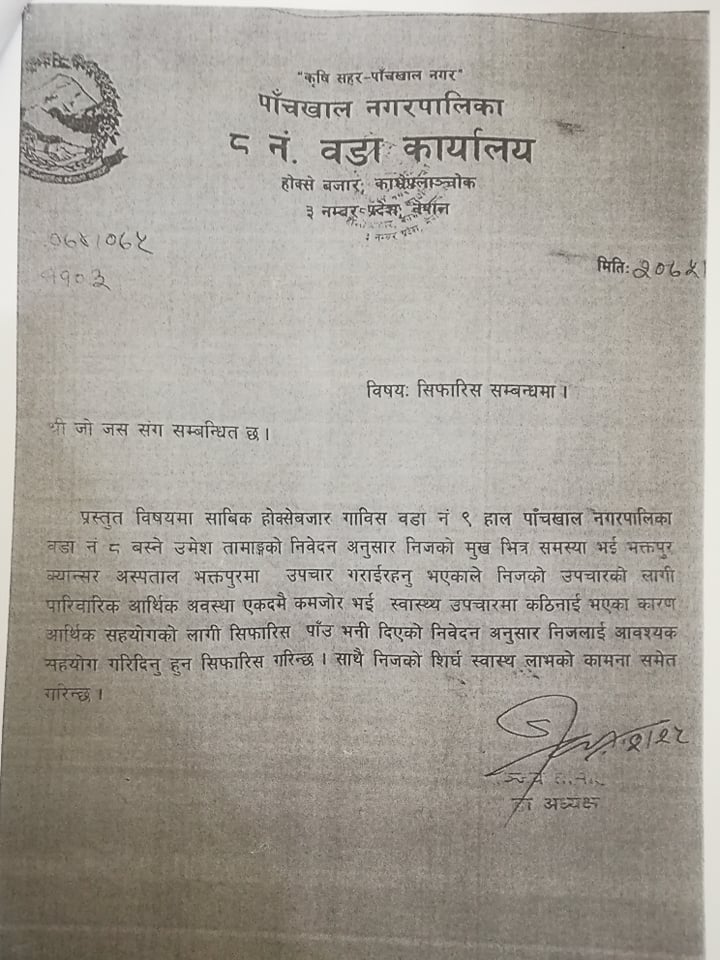 "कृषि सहर-पाँचखाल नगर"
पाँचखाल नगरपालिका
८ नं. वडा कार्यालय
होक्से बजार, काभ्रेपलाञ्चोक
३ नम्बर प्रदेश, नेपाल
०७४।०७५
११०३
मितिः २०७५।
विषयः सिफारिस सम्बन्धमा ।
श्री जो जस संग सम्बन्धित छ ।
प्रस्तुत विषयमा साबिक होक्सेबजार गाविस वडा नं ९ हाल पाँचखाल नगरपालिका
वडा नं ८ बस्ने उमेश तामाङ्गको निवेदन अनुसार निजको मुख भित्र समस्या भई भक्तपुर
क्यान्सर अस्पताल भक्तपुरमा उपचार गराईरहनु भएकाले निजको उपचारको लागी
पारिवारिक आर्थिक अवस्था एकदमै कमजोर भई स्वास्थ्य उपचारमा कठिनाई भएका कारण
आर्थिक सहयोगको लागी सिफारिस पाँउ भनी दिएको निवेदन अनुसार निजलाई आवश्यक
सहयोग गरिदिनु हुन सिफारिस गरिन्छ । साथै निजको शिर्घ स्वास्थ लाभको कामना समेत
गरिन्छ ।
अध्यक्ष